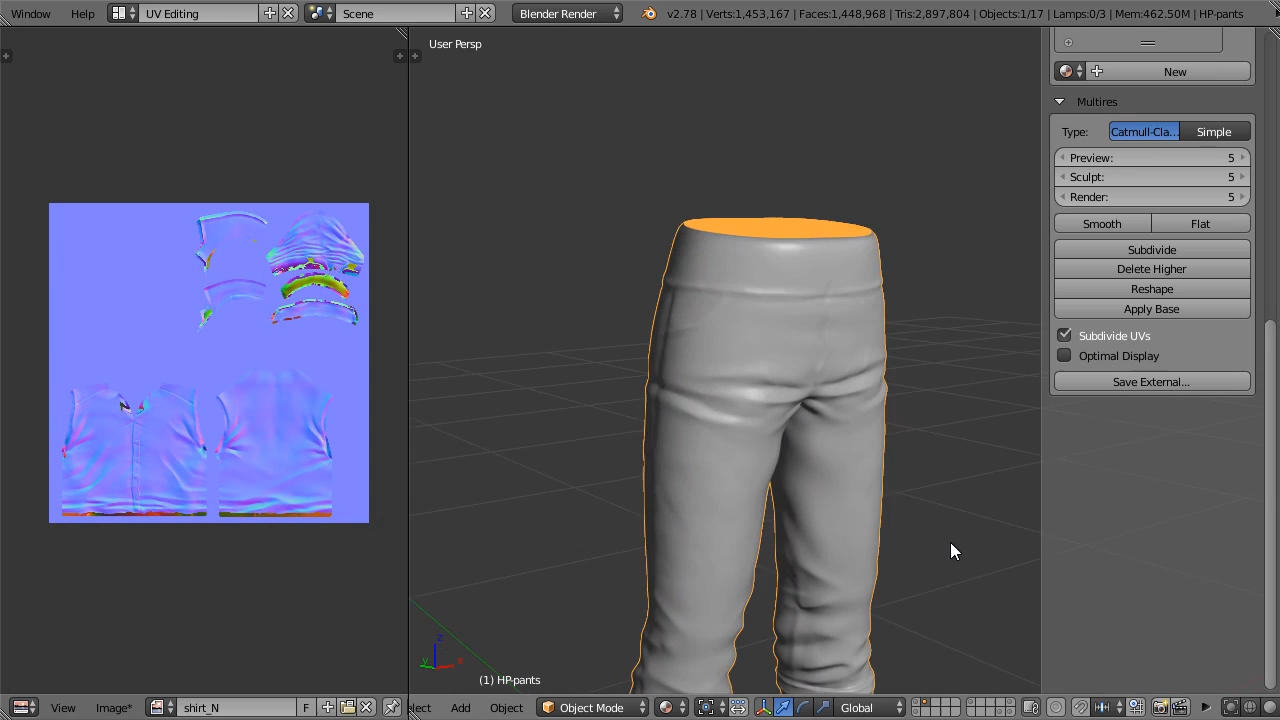 Window Help UV Editing Scene Blender Render v2.78 | Verts:1,453,167 | Faces:1,448,968 | Tris:2,897,804 | Objects:1/17 | Lamps:0/3 | Mem:462.50M | HP-pants
User Persp
New
Multires
Type: Catmull-Cla... Simple
Preview: 5
Sculpt: 5
Render: 5
Smooth Flat
Subdivide
Delete Higher
Reshape
Apply Base
Subdivide UVs
Optimal Display
Save External...
z
y x
(1) HP-pants
View Image* shirt_N F elect Add Object Object Mode Global